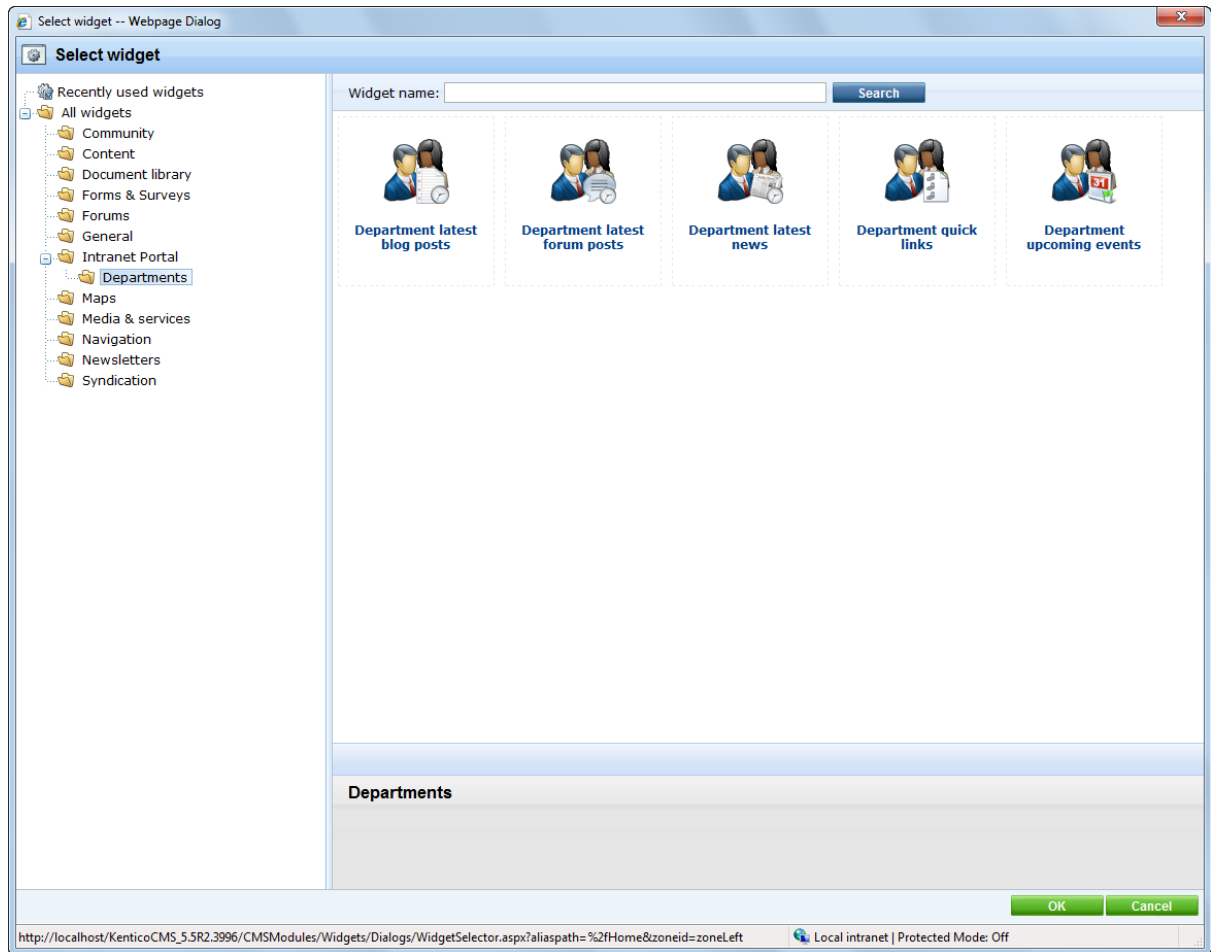 Select widget -- Webpage Dialog
x
Select widget
Recently used widgets
All widgets
Community
Content
Document library
Forms & Surveys
Forums
General
Intranet Portal
Departments
Maps
Media & services
Navigation
Newsletters
Syndication
Widget name:
Search
Department latest
blog posts
Department latest
forum posts
Department latest
news
Department quick
links
31
Department
upcoming events
Departments
OK
Cancel
http://localhost/KenticoCMS_5.5R2.3996/CMSModules/Widgets/Dialogs/WidgetSelector.aspx?aliaspath=%2fHome&zoneid=zoneLeft
Local intranet | Protected Mode: Off